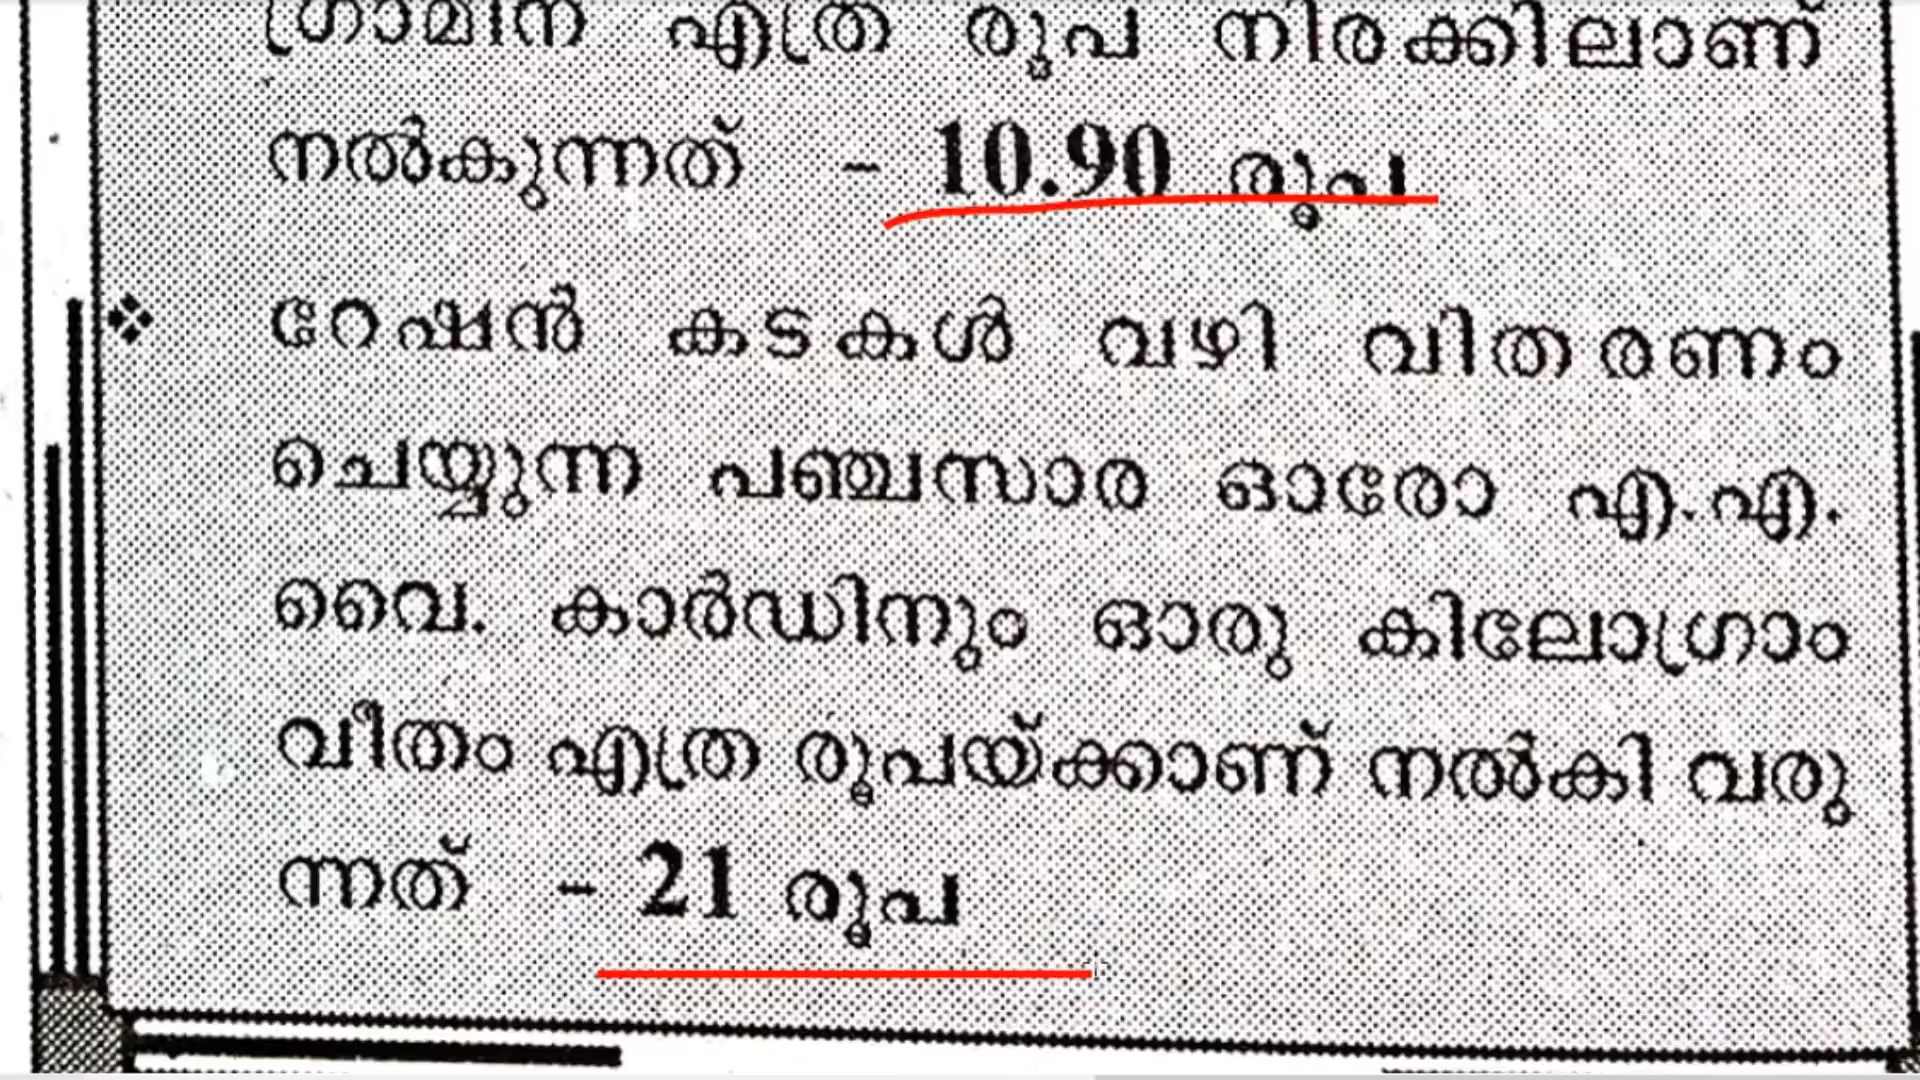 ഗ്രാമിന് എത്ര രൂപ നിരക്കിലാണ്
നൽകുന്നത് - 10.90 രൂപ
❖ റേഷൻ കടകൾ വഴി വിതരണം
ചെയ്യുന്ന പഞ്ചസാര ഓരോ എ.എ.
വൈ. കാർഡിനും ഒരു കിലോഗ്രാം
വീതം എത്ര രൂപയ്ക്കാണ് നൽകി വരു
ന്നത് - 21 രൂപ